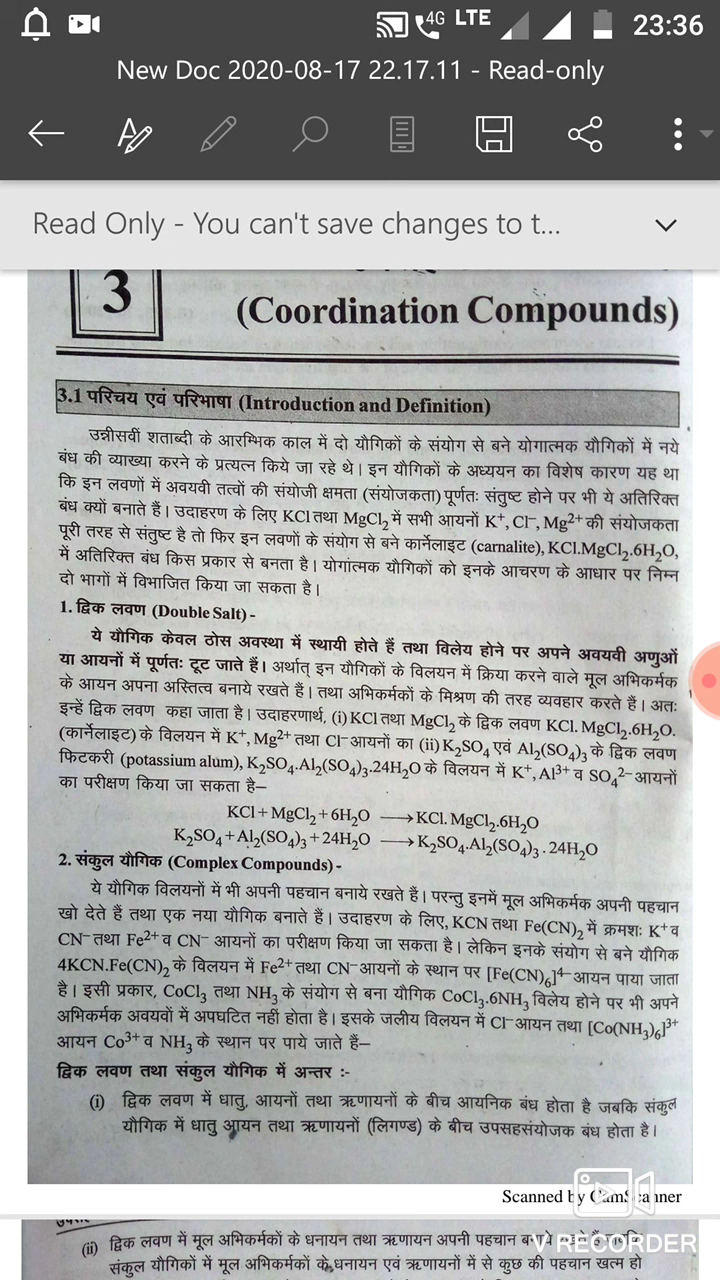 4G LTE 23:36
New Doc 2020-08-17 22.17.11 - Read-only
Read Only - You can't save changes to t...
3
(Coordination Compounds)
3.1 परिचय एवं परिभाषा (Introduction and Definition)
उन्नीसवीं शताब्दी के आरम्भिक काल में दो यौगिकों के संयोग से बने योगात्मक यौगिकों में नये
बंध की व्याख्या करने के प्रयत्न किये जा रहे थे। इन यौगिकों के अध्ययन का विशेष कारण यह था
कि इन लवणों में अवयवी तत्वों की संयोजी क्षमता (संयोजकता) पूर्णतः संतुष्ट होने पर भी ये अतिरिक्त
बंध क्यों बनाते हैं। उदाहरण के लिए KCl तथा MgCl₂ में सभी आयनों K⁺, Cl⁻, Mg²⁺ की संयोजकता
पूरी तरह से संतुष्ट है तो फिर इन लवणों के संयोग से बने कार्नेलाइट (carnalite), KCl.MgCl₂.6H₂O,
में अतिरिक्त बंध किस प्रकार से बनता है। योगात्मक यौगिकों को इनके आचरण के आधार पर निम्न
दो भागों में विभाजित किया जा सकता है।
1. द्विक लवण (Double Salt) -
ये यौगिक केवल ठोस अवस्था में स्थायी होते हैं तथा विलेय होने पर अपने अवयवी अणुओं
या आयनों में पूर्णतः टूट जाते हैं। अर्थात् इन यौगिकों के विलयन में क्रिया करने वाले मूल अभिकर्मक
के आयन अपना अस्तित्व बनाये रखते हैं। तथा अभिकर्मकों के मिश्रण की तरह व्यवहार करते हैं। अतः
इन्हें द्विक लवण कहा जाता है। उदाहरणार्थ, (i) KCl तथा MgCl₂ के द्विक लवण KCl. MgCl₂.6H₂O.
(कार्नेलाइट) के विलयन में K⁺, Mg²⁺ तथा Cl⁻ आयनों का (ii) K₂SO₄ एवं Al₂(SO₄)₃ के द्विक लवण
फिटकरी (potassium alum), K₂SO₄.Al₂(SO₄)₃.24H₂O के विलयन में K⁺, Al³⁺ व SO₄²⁻ आयनों
का परीक्षण किया जा सकता है–
KCl + MgCl₂ + 6H₂O ⟶ KCl. MgCl₂.6H₂O
K₂SO₄ + Al₂(SO₄)₃ + 24H₂O ⟶ K₂SO₄.Al₂(SO₄)₃ . 24H₂O
2. संकुल यौगिक (Complex Compounds) -
ये यौगिक विलयनों में भी अपनी पहचान बनाये रखते हैं। परन्तु इनमें मूल अभिकर्मक अपनी पहचान
खो देते हैं तथा एक नया यौगिक बनाते हैं। उदाहरण के लिए, KCN तथा Fe(CN)₂ में क्रमशः K⁺ व
CN⁻ तथा Fe²⁺ व CN⁻ आयनों का परीक्षण किया जा सकता है। लेकिन इनके संयोग से बने यौगिक
4KCN.Fe(CN)₂ के विलयन में Fe²⁺ तथा CN⁻ आयनों के स्थान पर [Fe(CN)₆]⁴⁻ आयन पाया जाता
है। इसी प्रकार, CoCl₃ तथा NH₃ के संयोग से बना यौगिक CoCl₃.6NH₃ विलेय होने पर भी अपने
अभिकर्मक अवयवों में अपघटित नहीं होता है। इसके जलीय विलयन में Cl⁻ आयन तथा [Co(NH₃)₆]³⁺
आयन Co³⁺ व NH₃ के स्थान पर पाये जाते हैं–
द्विक लवण तथा संकुल यौगिक में अन्तर :-
(i) द्विक लवण में धातु, आयनों तथा ऋणायनों के बीच आयनिक बंध होता है जबकि संकुल
यौगिक में धातु आयन तथा ऋणायनों (लिगण्ड) के बीच उपसहसंयोजक बंध होता है।
Scanned by CamScanner
(ii) द्विक लवण में मूल अभिकर्मकों के धनायन तथा ऋणायन अपनी पहचान
V RECORDER
संकुल यौगिकों में मूल अभिकर्मकों के धनायन एवं ऋणायनों में से कुछ की पहचान खत्म हो